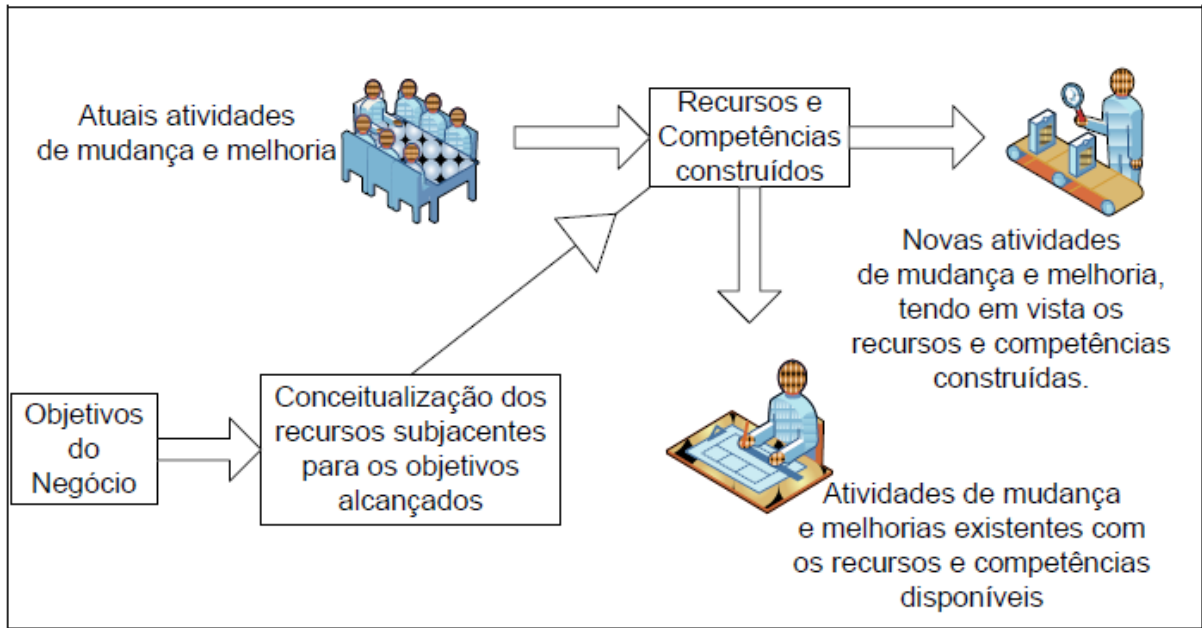 Atuais atividades
de mudança e melhoria
Recursos e
Competências
construídos
Novas atividades
de mudança e melhoria,
tendo em vista os
recursos e competências
construídas.
Objetivos
do
Negócio
Conceitualização dos
recursos subjacentes
para os objetivos
alcançados
Atividades de mudança
e melhorias existentes com
os recursos e competências
disponíveis